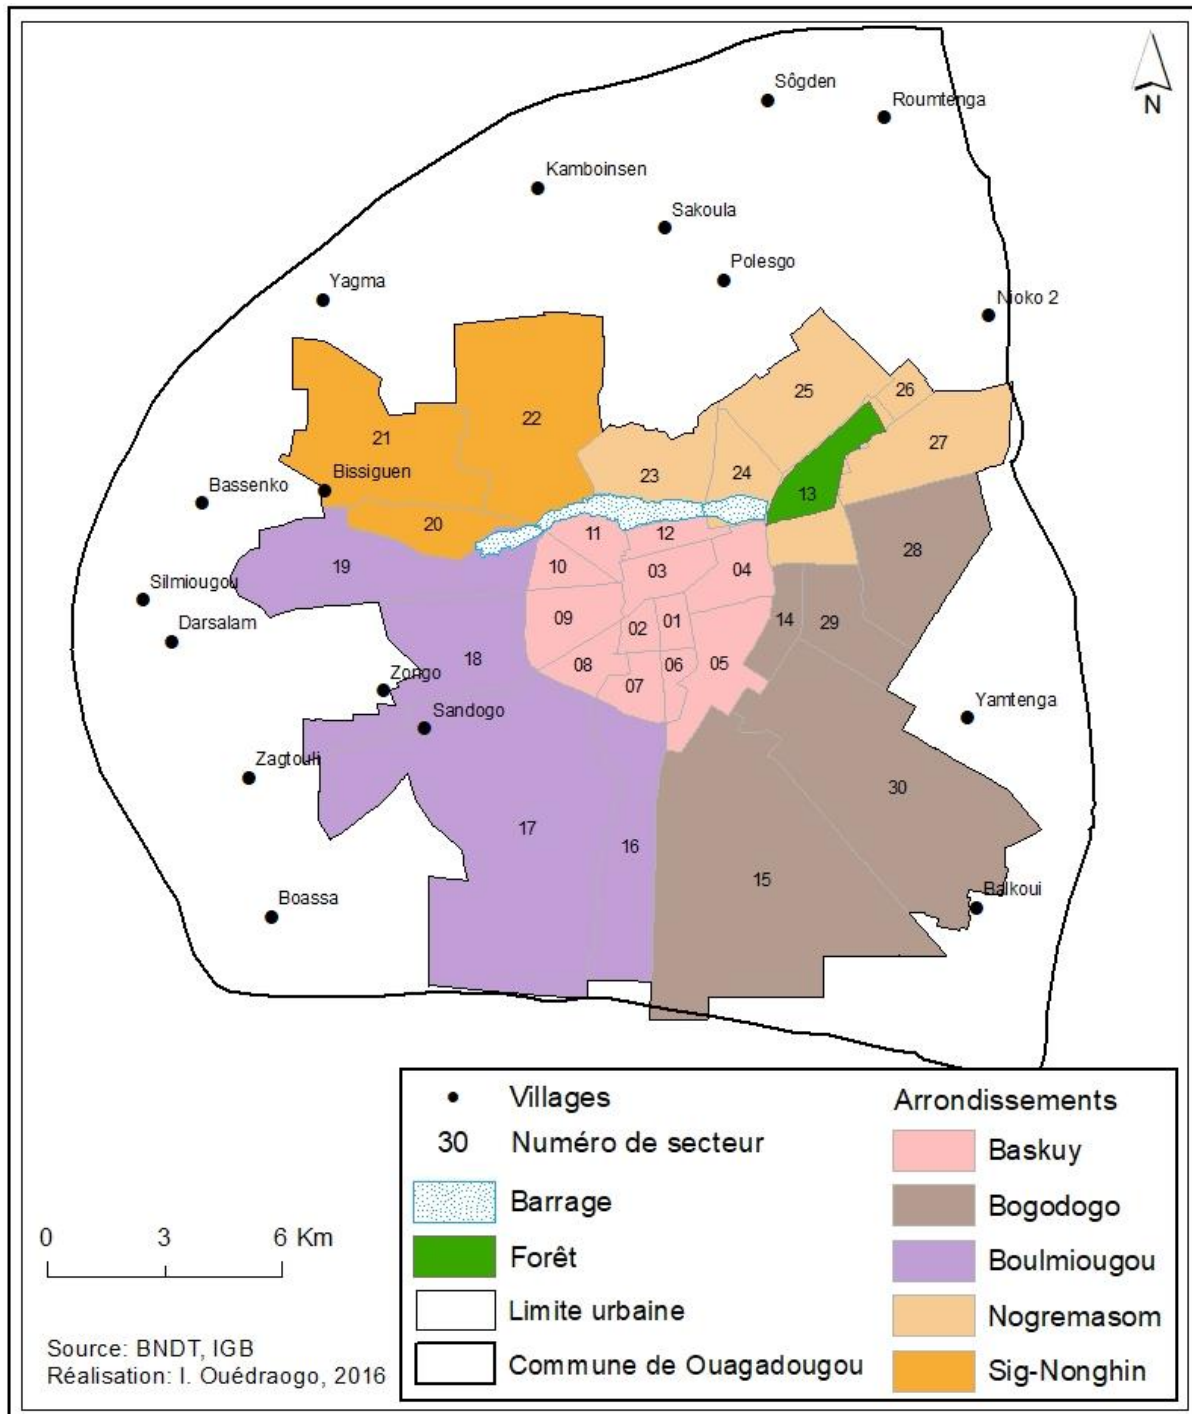 Sôgden
Roumtenga
N
Kamboinsen
Sakoula
Polesgo
Yagma
Nioko 2
25
26
22
21
27
23
24
Bissiguen
Bassenko
13
20
11
12
28
19
10
03
04
Silmiougou
Darsalam
09
02
01
14
29
18
08
06
05
07
Zongo
Sandogo
Yamtenga
Zagtouli
30
17
16
15
Boassa
Balkoui
Villages
30 Numéro de secteur
Barrage
Forêt
Limite urbaine
Commune de Ouagadougou
Arrondissements
Baskuy
Bogodogo
Boulmiougou
Nogremasom
Sig-Nonghin
0 3 6 Km
Source: BNDT, IGB
Réalisation: I. Ouédraogo, 2016